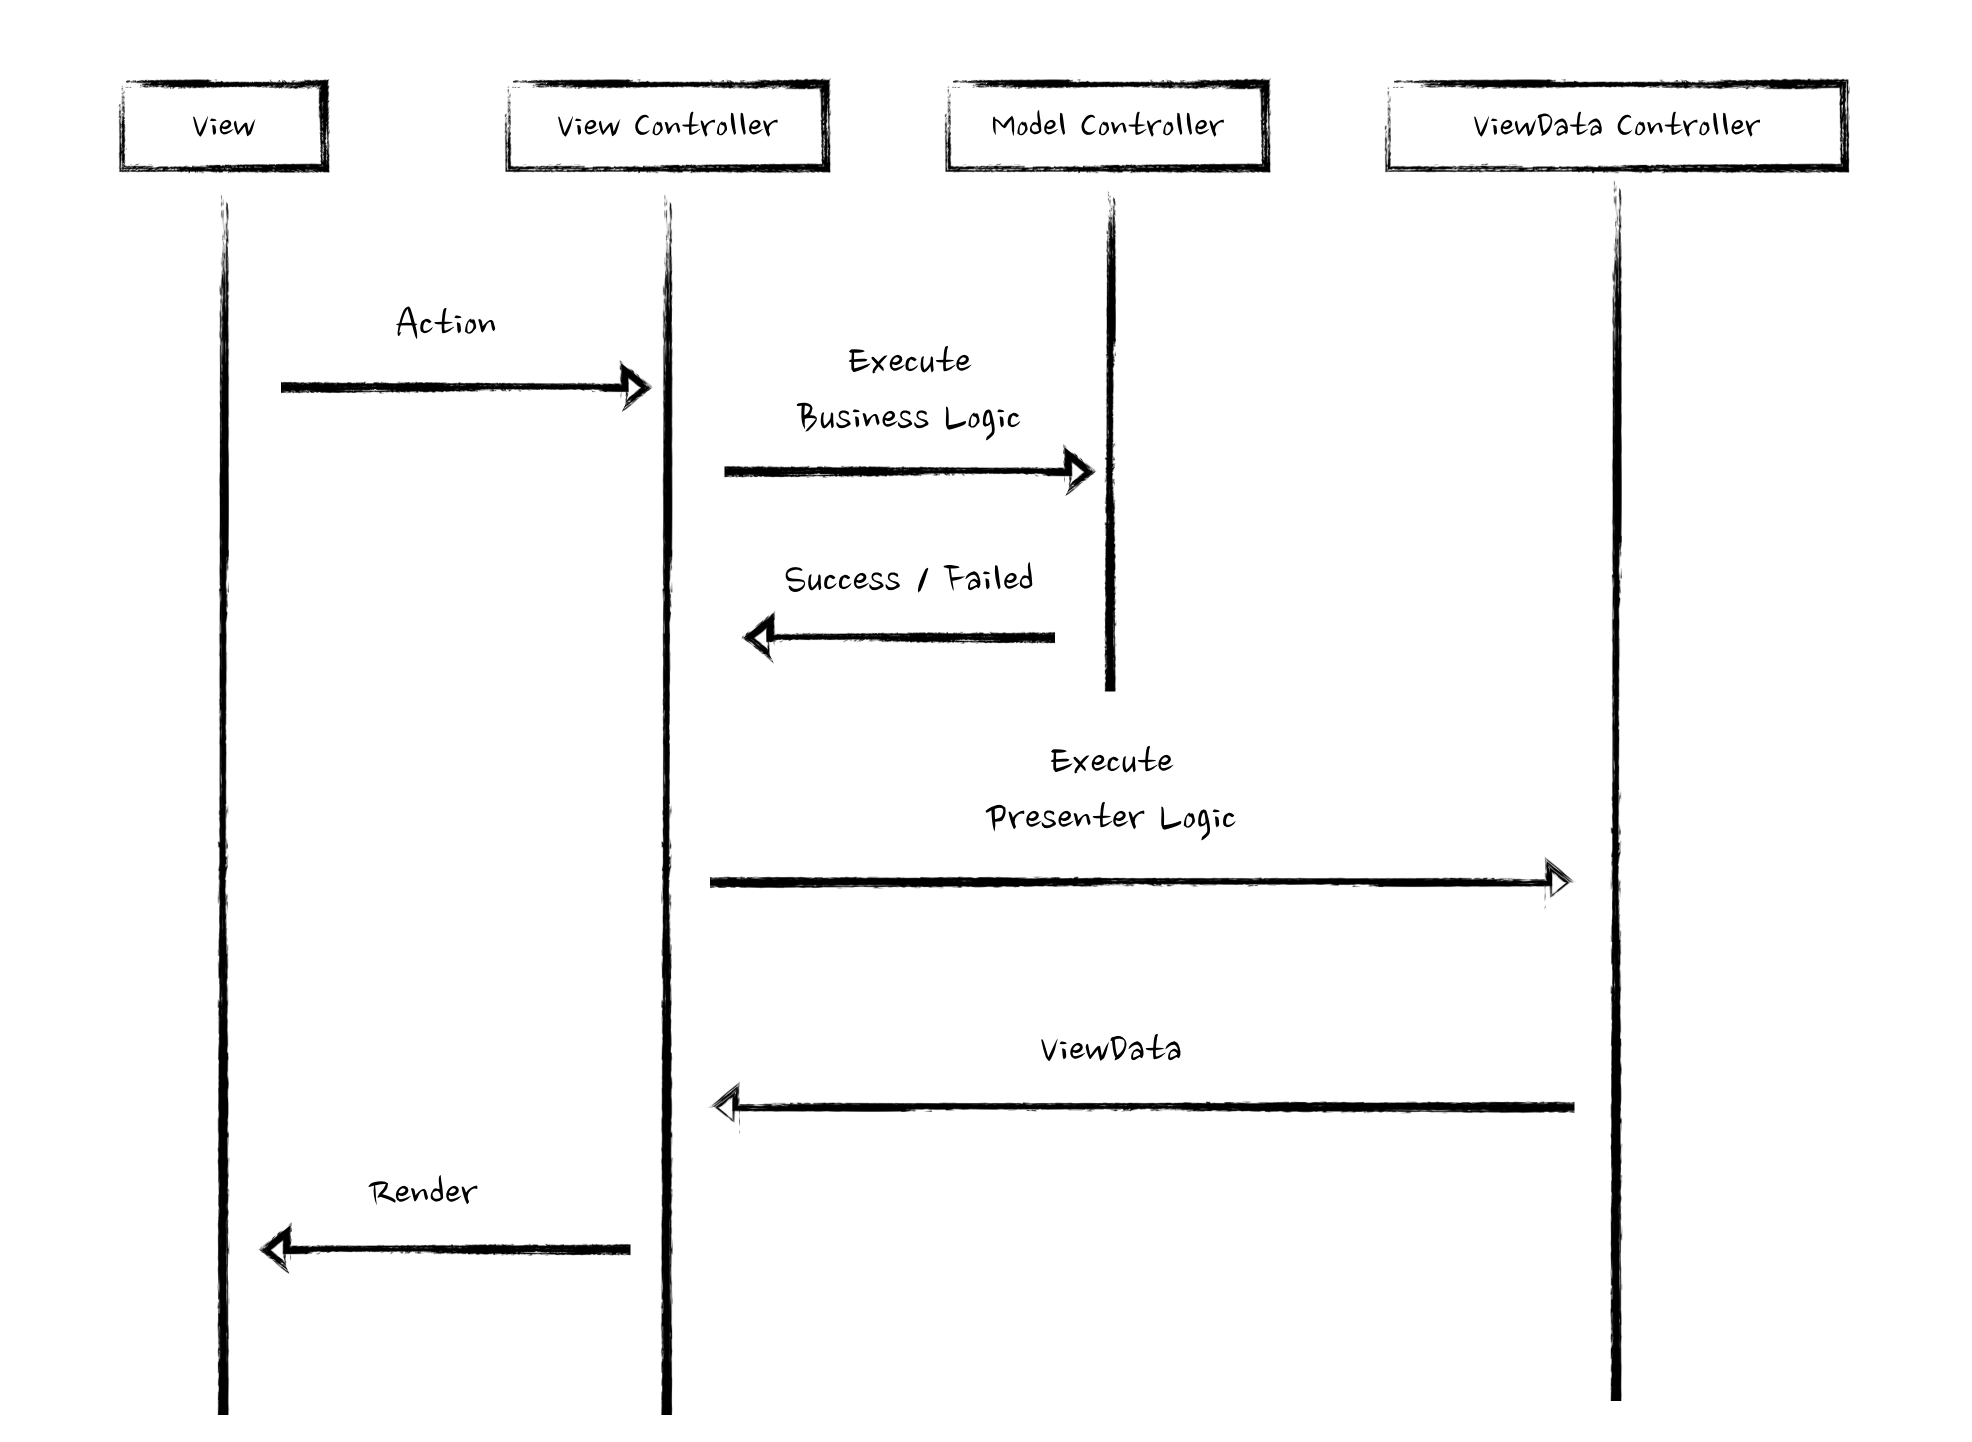 View
View Controller
Model Controller
ViewData Controller
Action
Execute
Business Logic
Success / Failed
Execute
Presenter Logic
ViewData
Render